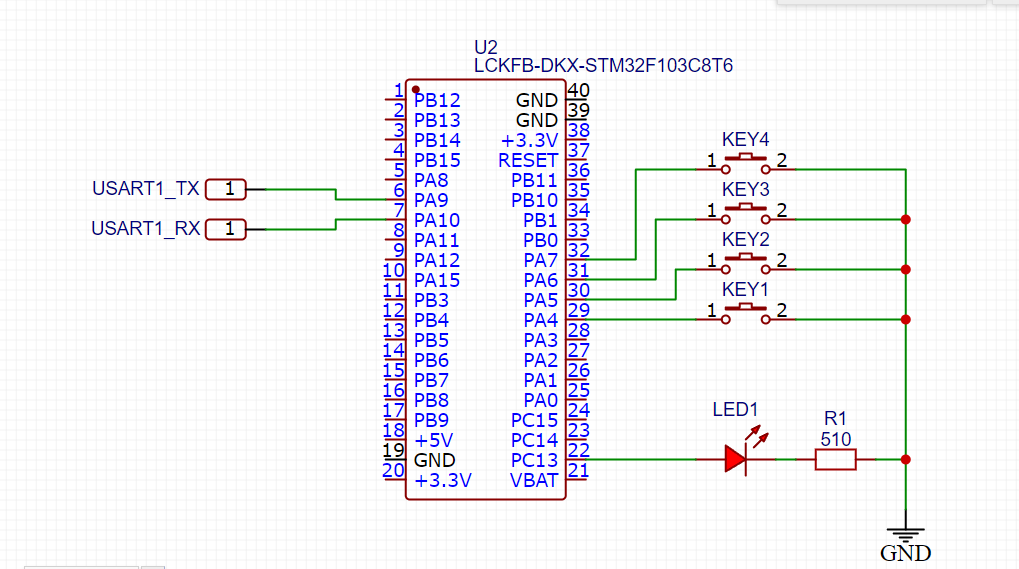 U2
LCKFB-DKX-STM32F103C8T6
1 PB12
2 PB13
3 PB14
4 PB15
5 PA8
6 PA9
7 PA10
8 PA11
9 PA12
10 PA15
11 PB3
12 PB4
13 PB5
14 PB6
15 PB7
16 PB8
17 PB9
18 +5V
19 GND
20 +3.3V
GND 40
GND 39
+3.3V 38
RESET 37
PB11 36
PB10 35
PB1 34
PB0 33
PA7 32
PA6 31
PA5 30
PA4 29
PA3 28
PA2 27
PA1 26
PA0 25
PC15 24
PC14 23
PC13 22
VBAT 21
USART1_TX 1
USART1_RX 1
KEY4
1 2
KEY3
1 2
KEY2
1 2
KEY1
1 2
LED1
R1
510
GND